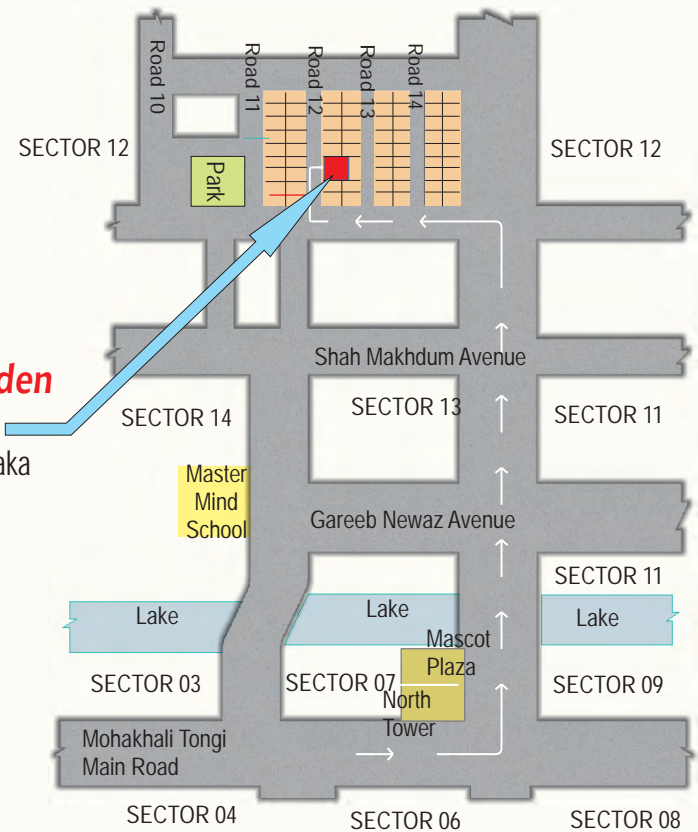 Road 10
Road 11
Road 12
Road 13
Road 14
SECTOR 12
SECTOR 12
Park
den
aka
Shah Makhdum Avenue
SECTOR 14
SECTOR 13
SECTOR 11
Master
Mind
School
Gareeb Newaz Avenue
SECTOR 11
Lake
Lake
Lake
Mascot
Plaza
SECTOR 03
SECTOR 07
SECTOR 09
North
Tower
Mohakhali Tongi
Main Road
SECTOR 04
SECTOR 06
SECTOR 08